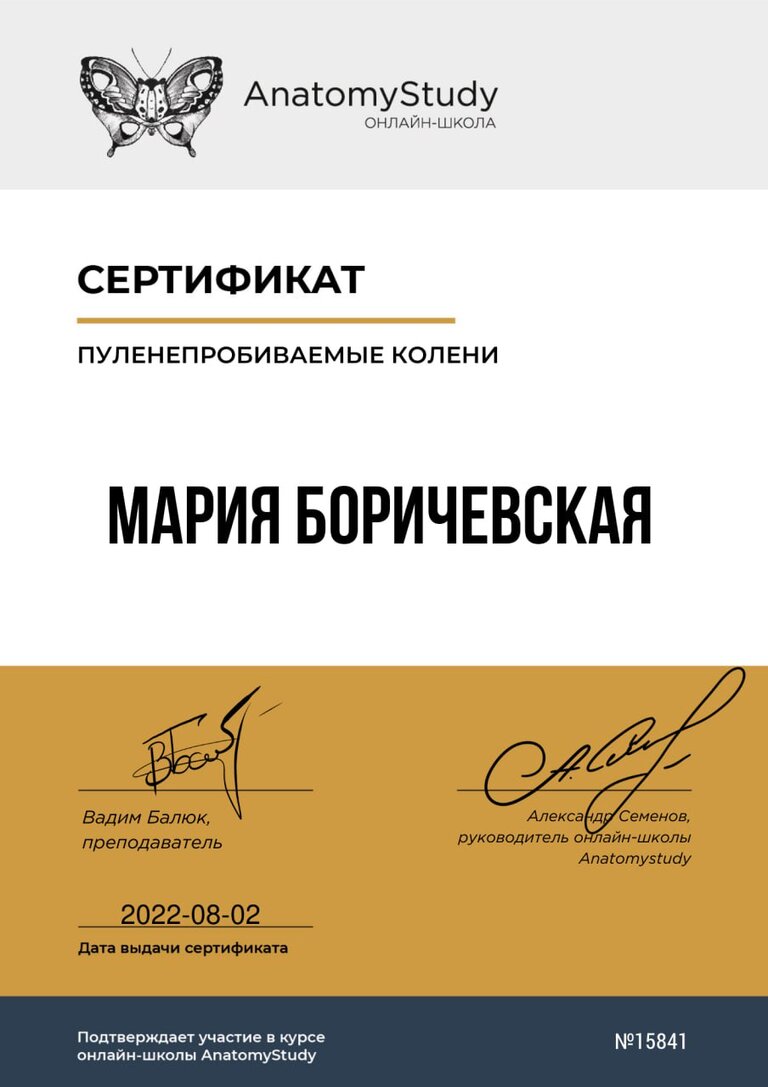 AnatomyStudy
ОНЛАЙН-ШКОЛА
СЕРТИФИКАТ
ПУЛЕНЕПРОБИВАЕМЫЕ КОЛЕНИ
МАРИЯ БОРИЧЕВСКАЯ
Вадим Балюк,
преподаватель
Александр Семенов,
руководитель онлайн-школы
Anatomystudy
2022-08-02
Дата выдачи сертификата
Подтверждает участие в курсе
онлайн-школы AnatomyStudy
№15841